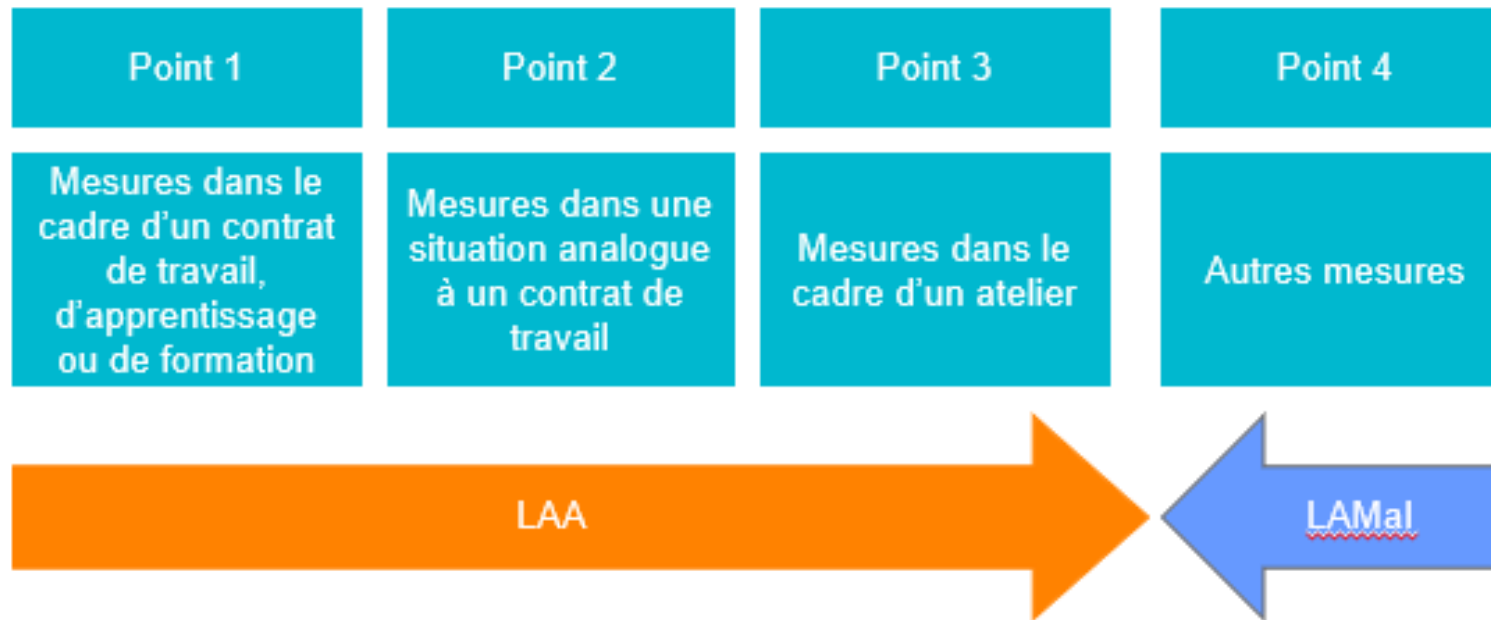 Point 1
Point 2
Point 3
Point 4
Mesures dans le
cadre d’un contrat
de travail,
d’apprentissage
ou de formation
Mesures dans une
situation analogue
à un contrat de
travail
Mesures dans le
cadre d’un atelier
Autres mesures
LAA
LAMal